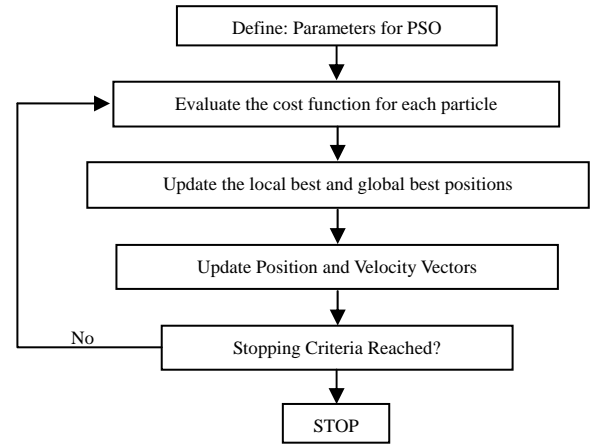 Define: Parameters for PSO
Evaluate the cost function for each particle
Update the local best and global best positions
Update Position and Velocity Vectors
No
Stopping Criteria Reached?
STOP